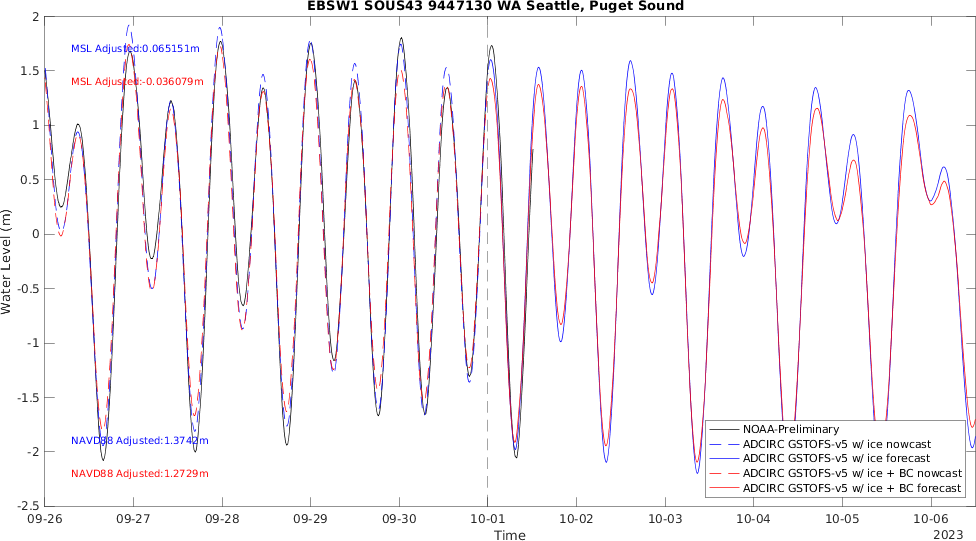 EBSW1 SOUS43 9447130 WA Seattle, Puget Sound
2
1.5
1
0.5
0
-0.5
-1
-1.5
-2
-2.5
Water Level (m)
MSL Adjusted:0.065151m
MSL Adjusted:-0.036079m
NAVD88 Adjusted:1.3742m
NAVD88 Adjusted:1.2729m
NOAA-Preliminary
ADCIRC GSTOFS-v5 w/ ice nowcast
ADCIRC GSTOFS-v5 w/ ice forecast
ADCIRC GSTOFS-v5 w/ ice + BC nowcast
ADCIRC GSTOFS-v5 w/ ice + BC forecast
09-26 09-27 09-28 09-29 09-30 10-01 10-02 10-03 10-04 10-05 10-06
Time
2023